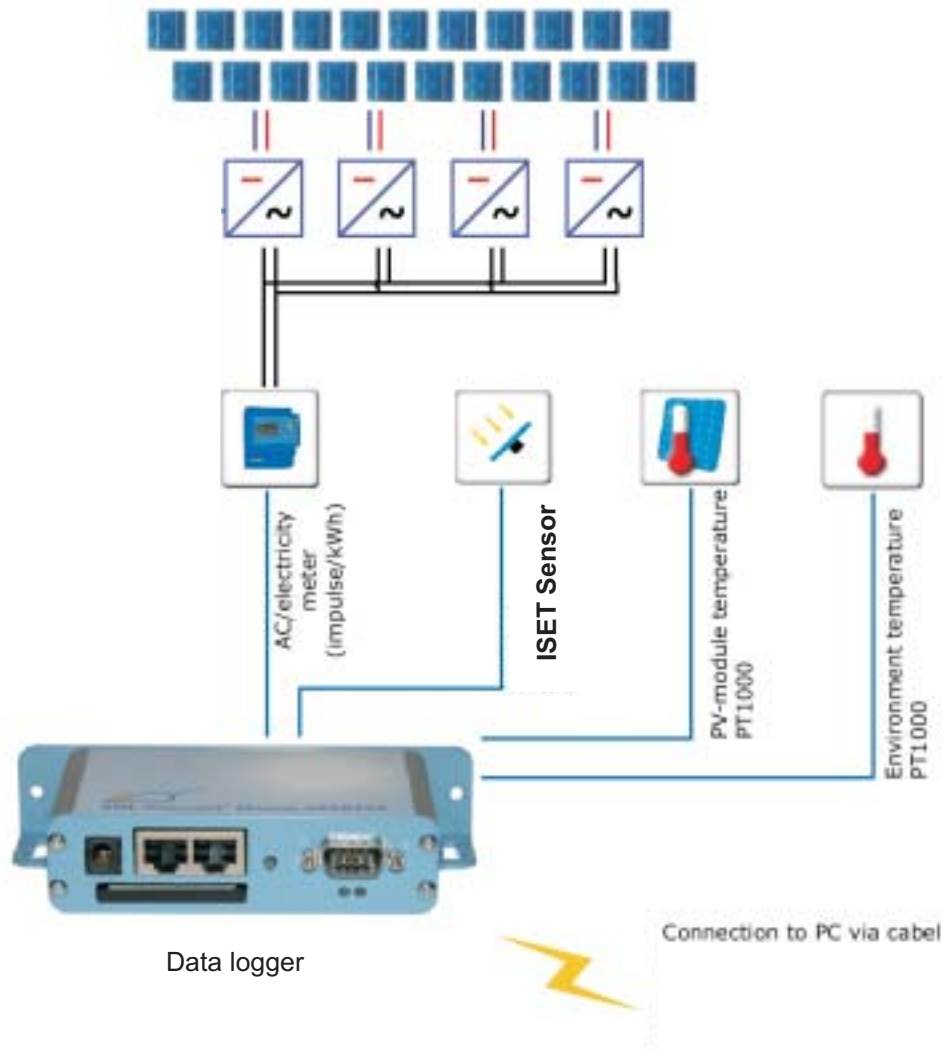 AC/electricity
meter
(impulse/kWh)
ISET Sensor
PV-module temperature
PT1000
Environment temperature
PT1000
Data logger
Connection to PC via cabel